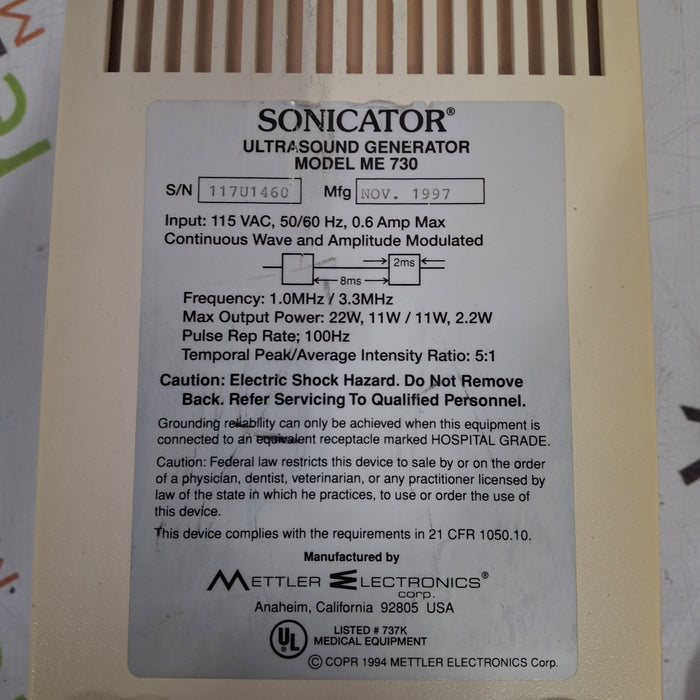 SONICATOR®
ULTRASOUND GENERATOR
MODEL ME 730
S/N 117U1460 Mfg NOV. 1997
Input: 115 VAC, 50/60 Hz, 0.6 Amp Max
Continuous Wave and Amplitude Modulated
2ms
8ms
Frequency: 1.0MHz / 3.3MHz
Max Output Power: 22W, 11W / 11W, 2.2W
Pulse Rep Rate; 100Hz
Temporal Peak/Average Intensity Ratio: 5:1
Caution: Electric Shock Hazard. Do Not Remove
Back. Refer Servicing To Qualified Personnel.
Grounding reliability can only be achieved when this equipment is
connected to an equivalent receptacle marked HOSPITAL GRADE.
Caution: Federal law restricts this device to sale by or on the order
of a physician, dentist, veterinarian, or any practitioner licensed by
law of the state in which he practices, to use or order the use of
this device.
This device complies with the requirements in 21 CFR 1050.10.
Manufactured by
METTLER ELECTRONICS®
corp.
Anaheim, California 92805 USA
UL LISTED # 737K
MEDICAL EQUIPMENT
© COPR 1994 METTLER ELECTRONICS Corp.